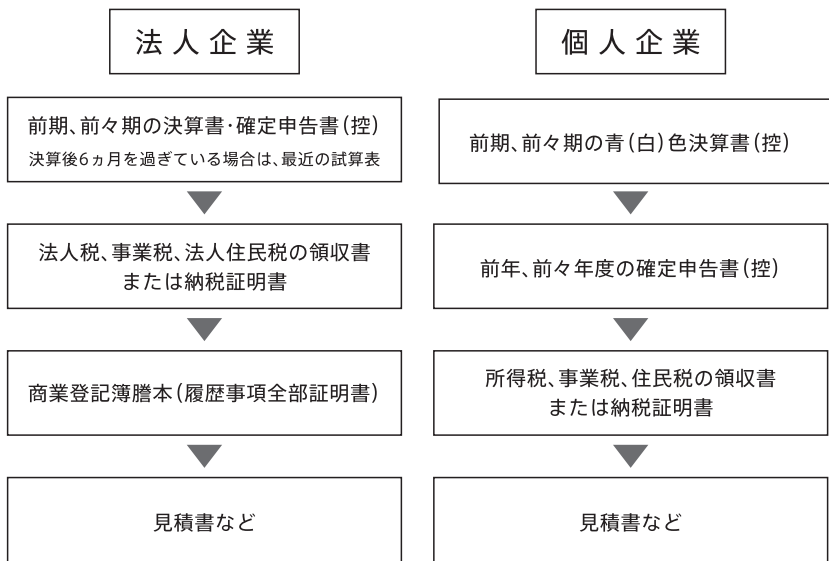 法人企業
前期、前々期の決算書・確定申告書(控)
決算後6ヵ月を過ぎている場合は、最近の試算表
法人税、事業税、法人住民税の領収書
または納税証明書
商業登記簿謄本(履歴事項全部証明書)
見積書など
個人企業
前期、前々期の青(白)色決算書(控)
前年、前々年度の確定申告書(控)
所得税、事業税、住民税の領収書
または納税証明書
見積書など